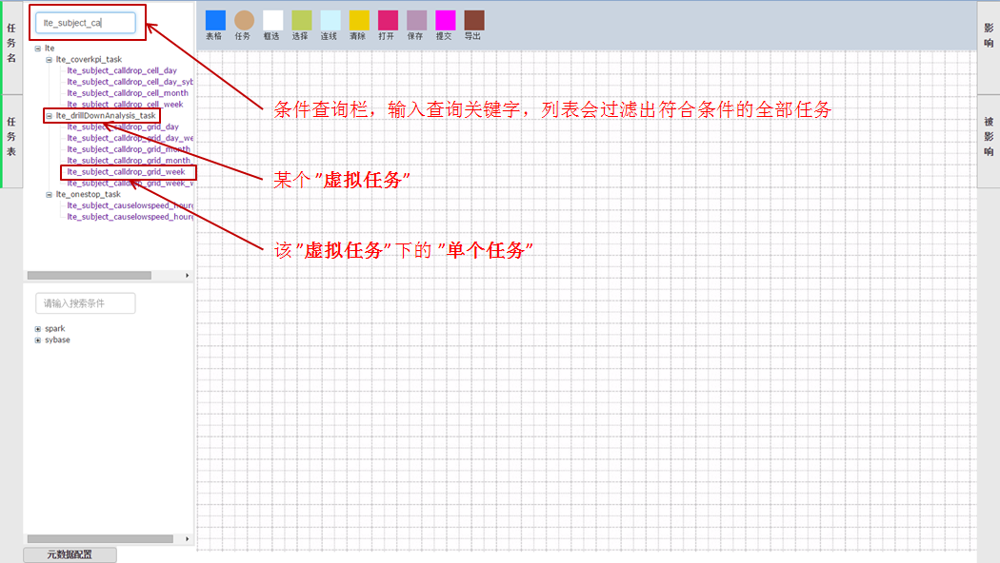 任务名
任务表
lte_subject_ca
表格
任务
框选
选择
连线
清除
打开
保存
提交
导出
影响
被影响
lte
lte_coverkpi_task
lte_subject_calldrop_cell_day
lte_subject_calldrop_cell_day_syb
lte_subject_calldrop_cell_month
lte_subject_calldrop_cell_week
lte_drillDownAnalysis_task
lte_subject_calldrop_grid_day
lte_subject_calldrop_grid_day_we
lte_subject_calldrop_grid_month
lte_subject_calldrop_grid_month_
lte_subject_calldrop_grid_week
lte_subject_calldrop_grid_week_w
lte_onestop_task
lte_subject_causelowspeed_hourg
lte_subject_causelowspeed_hourg
条件查询栏，输入查询关键字，列表会过滤出符合条件的全部任务
某个"虚拟任务"
该"虚拟任务"下的"单个任务"
请输入搜索条件
spark
sybase
元数据配置